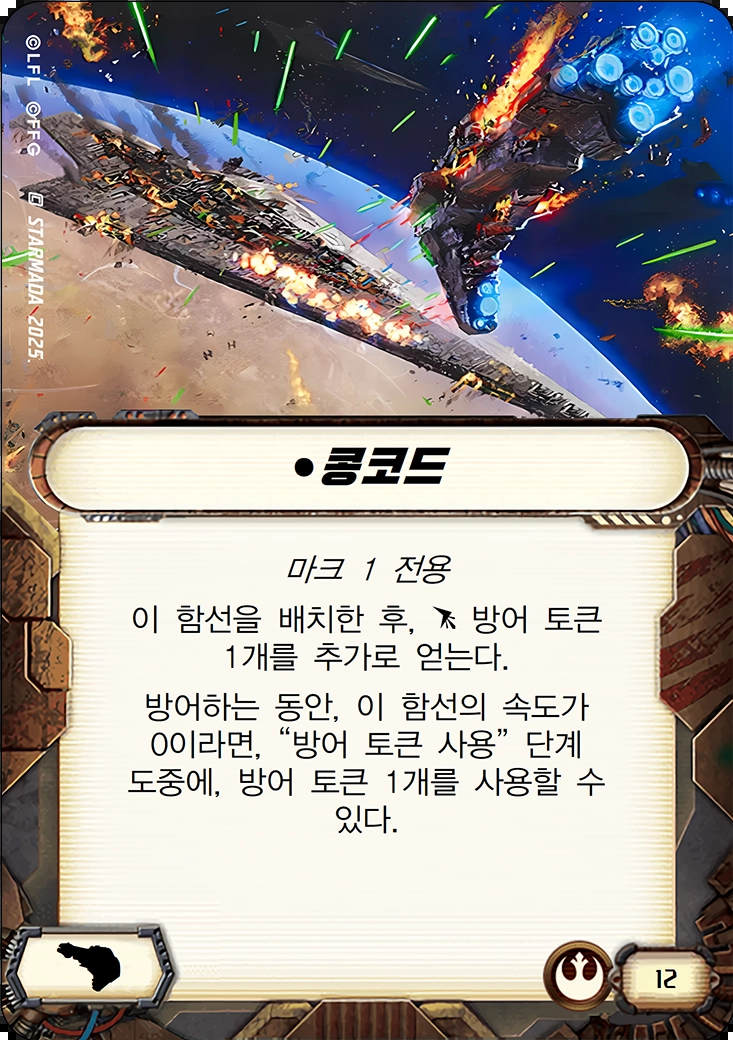 ©LFL ©FFG 🄮 STARMADA 2025.
•콩코드
마크 1 전용
이 함선을 배치한 후, 방어 토큰
1개를 추가로 얻는다.
방어하는 동안, 이 함선의 속도가
0이라면, “방어 토큰 사용” 단계
도중에, 방어 토큰 1개를 사용할 수
있다.
12